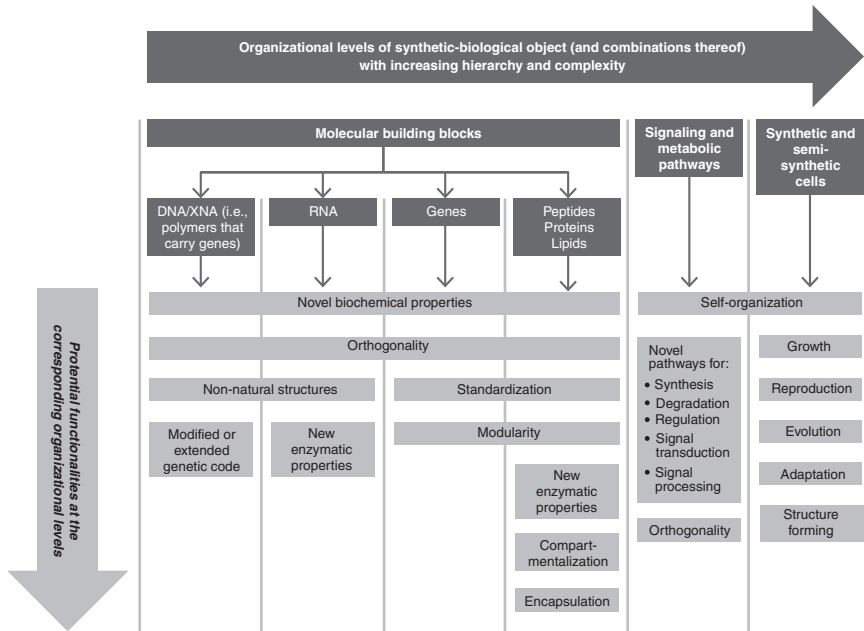 Organizational levels of synthetic-biological object (and combinations thereof)
with increasing hierarchy and complexity
Molecular building blocks
Signaling and
metabolic
pathways
Synthetic and
semi-
synthetic
cells
DNA/XNA (i.e.,
polymers that
carry genes)
RNA
Genes
Peptides
Proteins
Lipids
Potential functionalities at the
corresponding organizational levels
Novel biochemical properties
Self-organization
Orthogonality
Non-natural structures
Standardization
Modified or
extended
genetic code
New
enzymatic
properties
Modularity
New
enzymatic
properties
Compart-
mentalization
Encapsulation
Novel
pathways for:
• Synthesis
• Degradation
• Regulation
• Signal
transduction
• Signal
processing
Orthogonality
Growth
Reproduction
Evolution
Adaptation
Structure
forming